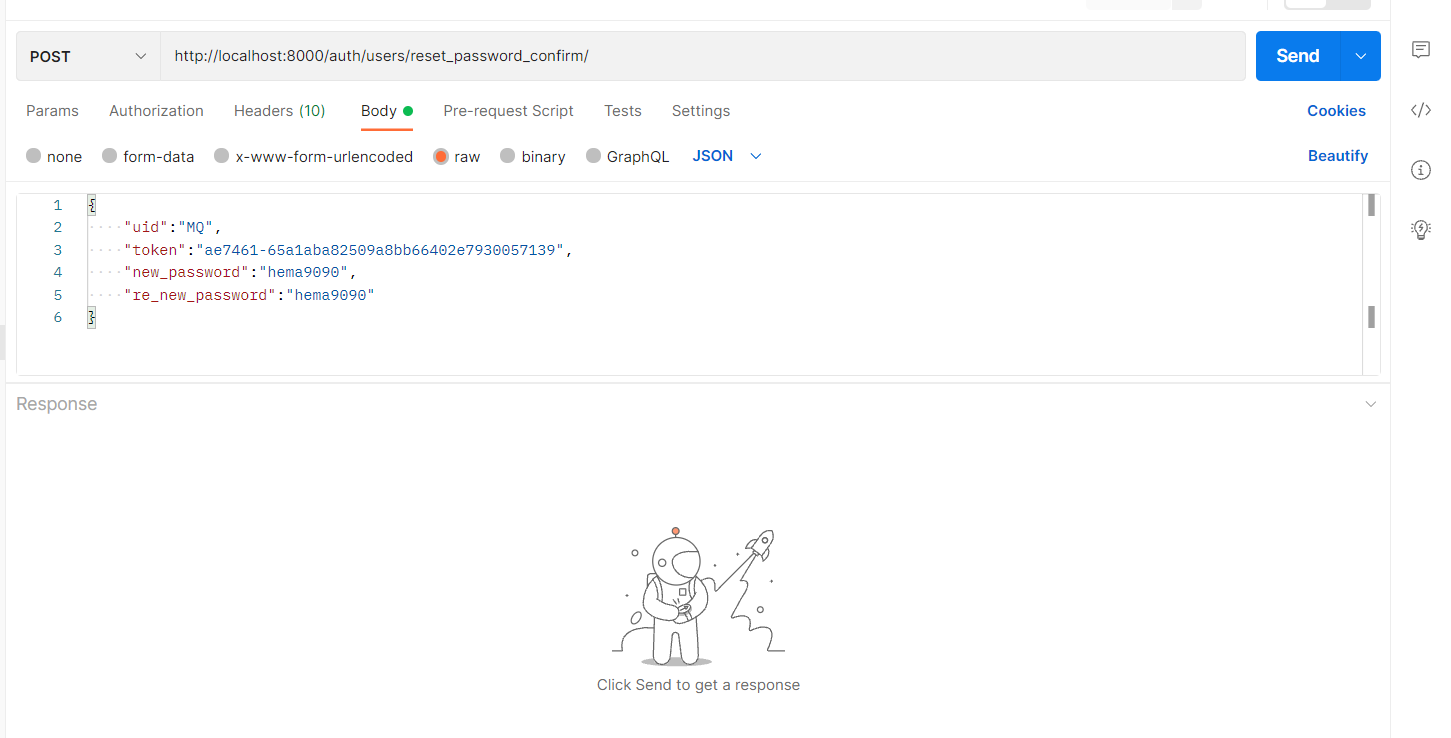 POST http://localhost:8000/auth/users/reset_password_confirm/ Send
Params Authorization Headers (10) Body Pre-request Script Tests Settings Cookies
none form-data x-www-form-urlencoded raw binary GraphQL JSON Beautify
1 {
2 "uid":"MQ",
3 "token":"ae7461-65a1aba82509a8bb66402e7930057139",
4 "new_password":"hema9090",
5 "re_new_password":"hema9090"
6 }
Response
Click Send to get a response